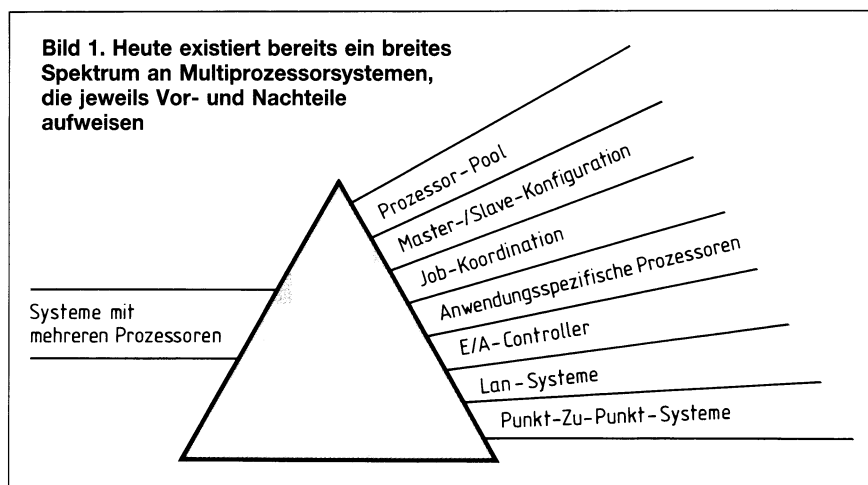 Bild 1. Heute existiert bereits ein breites
Spektrum an Multiprozessorsystemen,
die jeweils Vor- und Nachteile
aufweisen
Systeme mit
mehreren Prozessoren
Prozessor-Pool
Master-/Slave-Konfiguration
Job-Koordination
Anwendungsspezifische Prozessoren
E/A-Controller
Lan-Systeme
Punkt-Zu-Punkt-Systeme